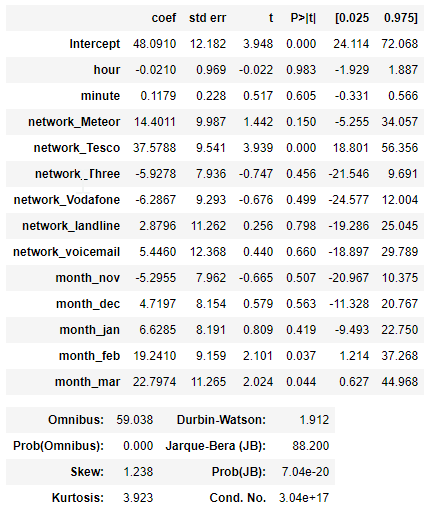 coef std err t P>|t| [0.025 0.975]
Intercept 48.0910 12.182 3.948 0.000 24.114 72.068
hour -0.0210 0.969 -0.022 0.983 -1.929 1.887
minute 0.1179 0.228 0.517 0.605 -0.331 0.566
network_Meteor 14.4011 9.987 1.442 0.150 -5.255 34.057
network_Tesco 37.5788 9.541 3.939 0.000 18.801 56.356
network_Three -5.9278 7.936 -0.747 0.456 -21.546 9.691
network_Vodafone -6.2867 9.293 -0.676 0.499 -24.577 12.004
network_landline 2.8796 11.262 0.256 0.798 -19.286 25.045
network_voicemail 5.4460 12.368 0.440 0.660 -18.897 29.789
month_nov -5.2955 7.962 -0.665 0.507 -20.967 10.375
month_dec 4.7197 8.154 0.579 0.563 -11.328 20.767
month_jan 6.6285 8.191 0.809 0.419 -9.493 22.750
month_feb 19.2410 9.159 2.101 0.037 1.214 37.268
month_mar 22.7974 11.265 2.024 0.044 0.627 44.968
Omnibus: 59.038 Durbin-Watson: 1.912
Prob(Omnibus): 0.000 Jarque-Bera (JB): 88.200
Skew: 1.238 Prob(JB): 7.04e-20
Kurtosis: 3.923 Cond. No. 3.04e+17